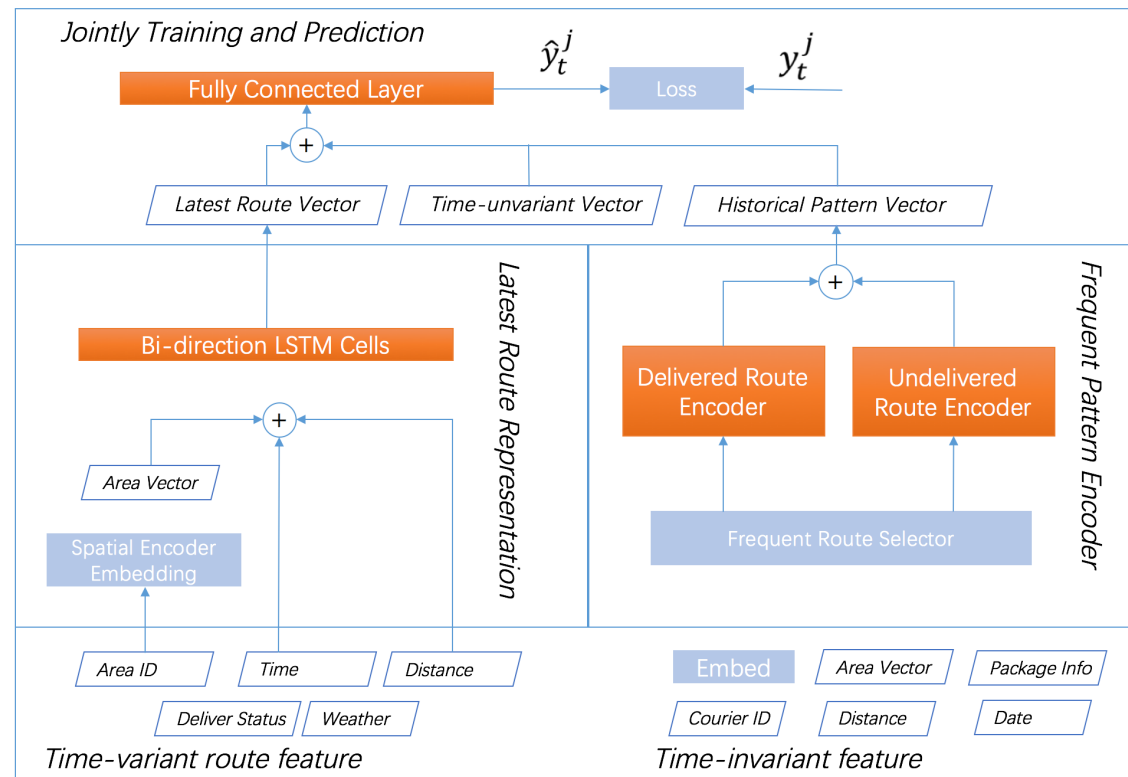 Jointly Training and Prediction
ŷ_t^j
y_t^j
Fully Connected Layer
Loss
+
Latest Route Vector
Time-unvariant Vector
Historical Pattern Vector
Latest Route Representation
Bi-direction LSTM Cells
+
Area Vector
Spatial Encoder
Embedding
Frequent Pattern Encoder
+
Delivered Route
Encoder
Undelivered
Route Encoder
Frequent Route Selector
Area ID
Time
Distance
Deliver Status
Weather
Time-variant route feature
Embed
Area Vector
Package Info
Courier ID
Distance
Date
Time-invariant feature